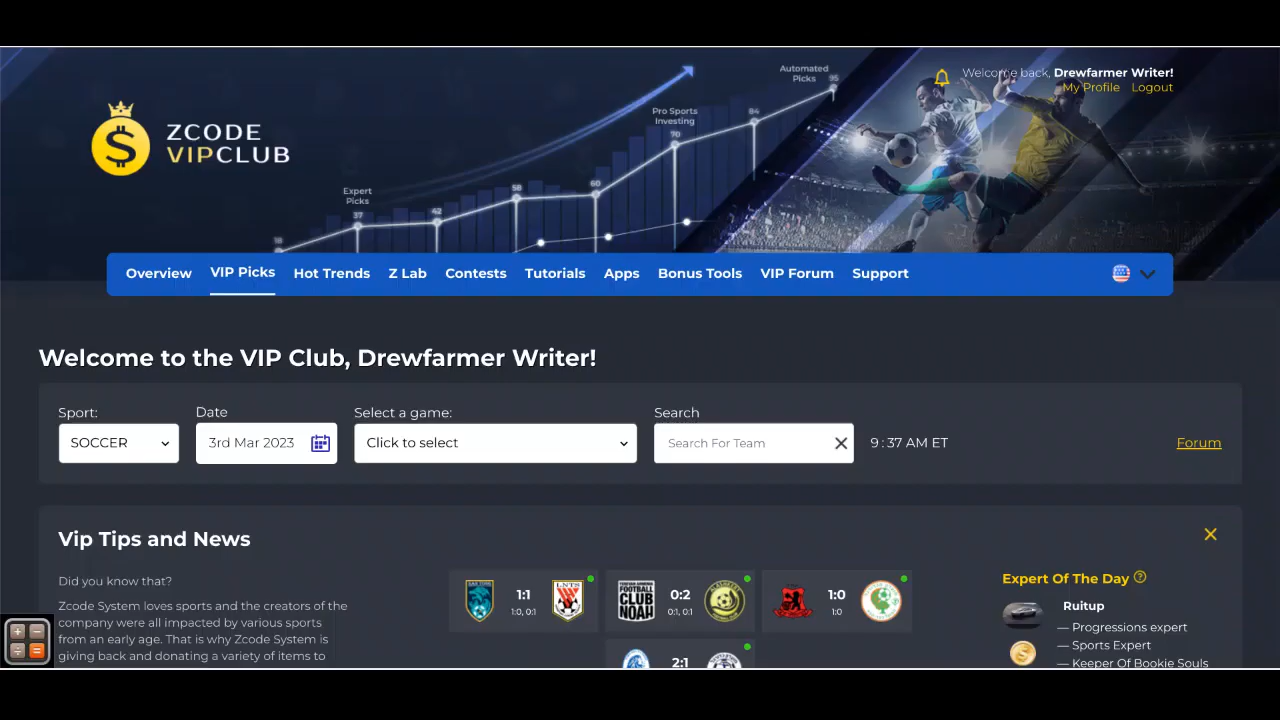 Automated
Picks
95
Welcome back, Drewfarmer Writer!
My Profile Logout
Pro Sports
Investing
84
70
ZCODE
VIPCLUB
Expert
Picks
58
60
37
42
16
Overview VIP Picks Hot Trends Z Lab Contests Tutorials Apps Bonus Tools VIP Forum Support
Welcome to the VIP Club, Drewfarmer Writer!
Sport: Date Select a game: Search
SOCCER 3rd Mar 2023 Click to select Search For Team 9 : 37 AM ET Forum
Vip Tips and News
Did you know that?
Zcode System loves sports and the creators of the
company were all impacted by various sports
from an early age. That is why Zcode System is
giving back and donating a variety of items to
1:1
1:0, 0:1
LNTS
FOOTBALL
CLUB
NOAH
0:2
0:1, 0:1
1:0
1:0
2:1
Expert Of The Day ?
Ruitup
— Progressions expert
— Sports Expert
— Keeper Of Bookie Souls